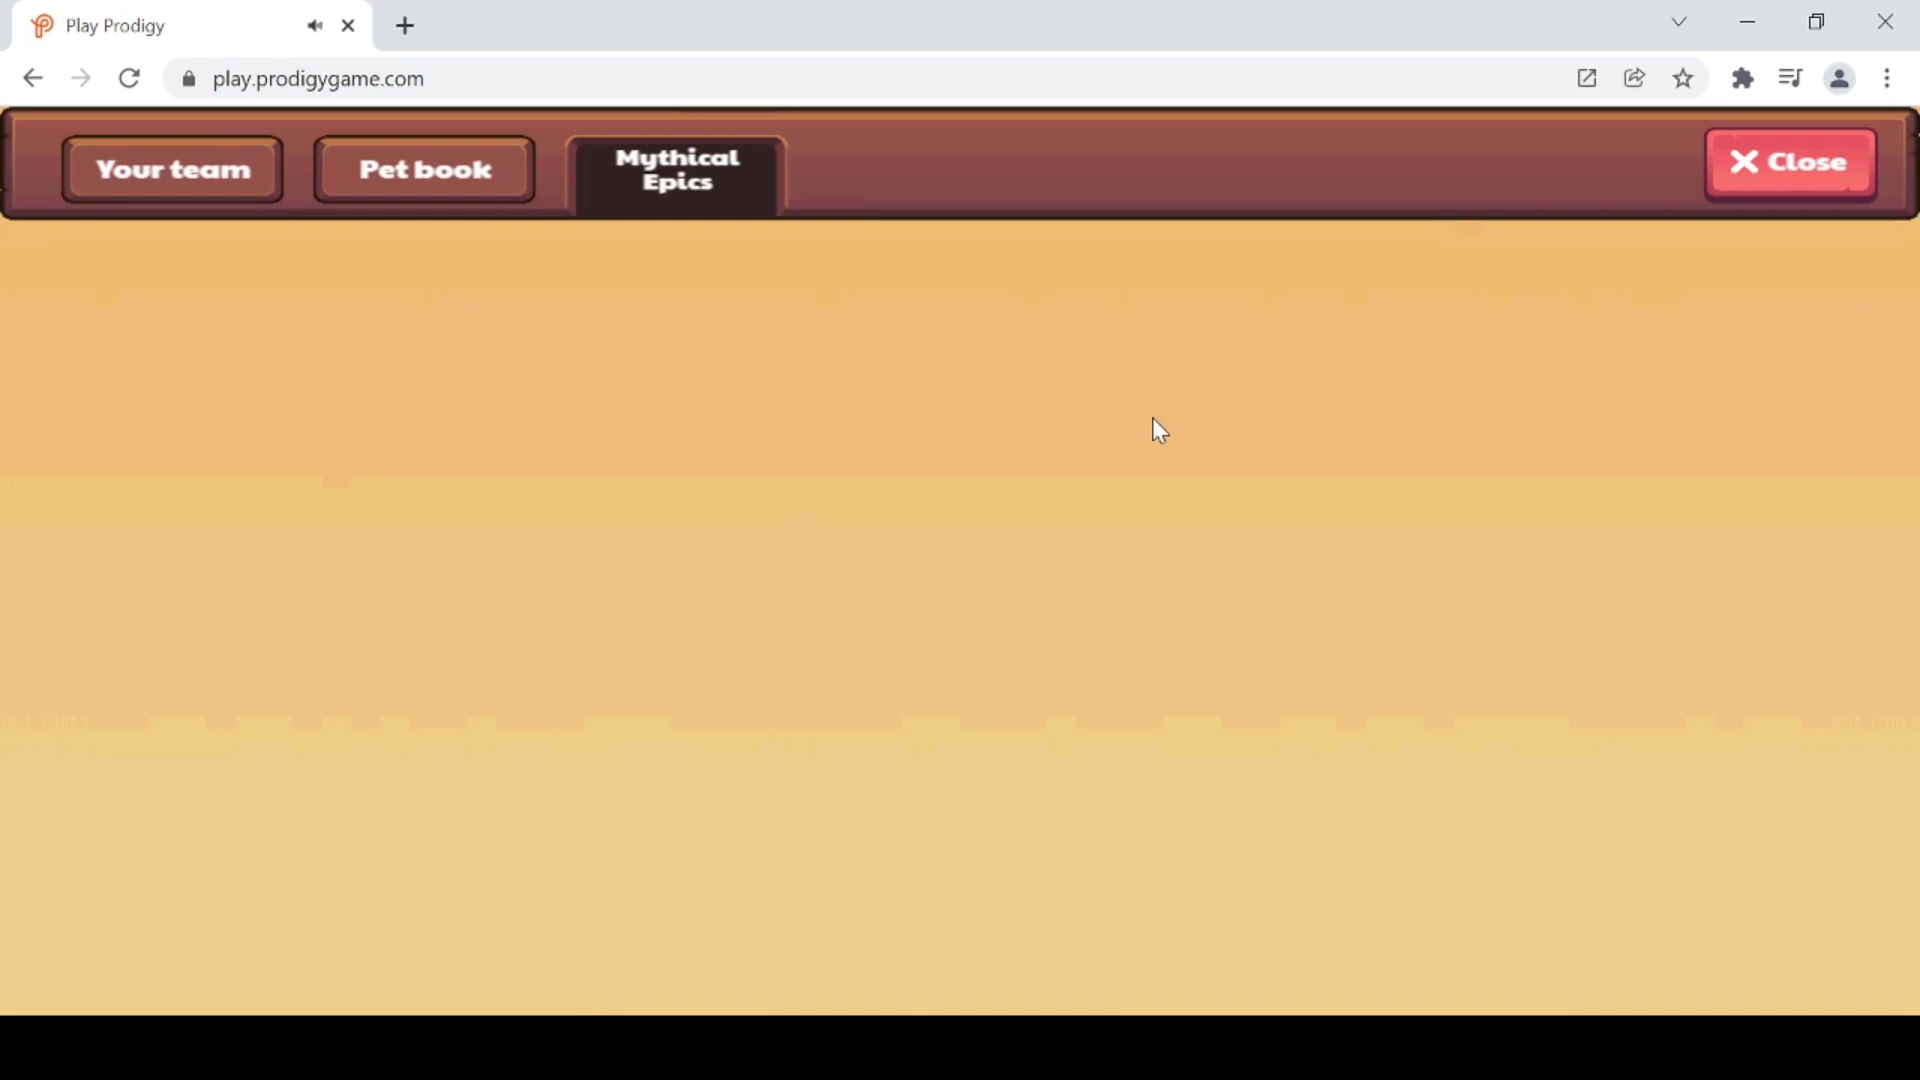 Play Prodigy
play.prodigygame.com
Your team
Pet book
Mythical
Epics
Close